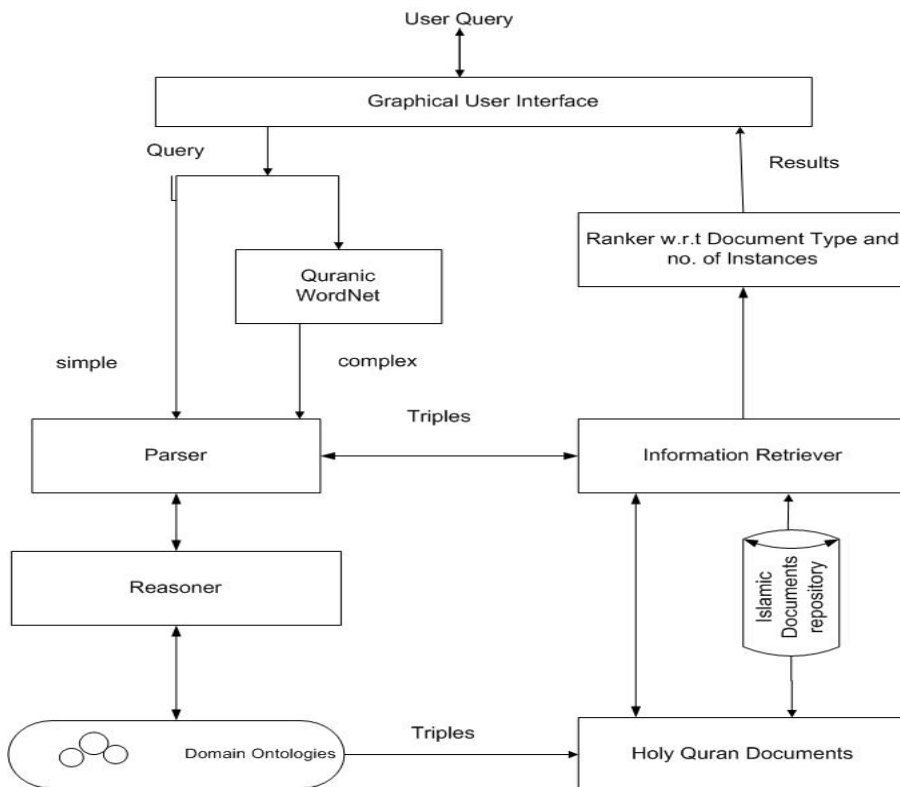 User Query
Graphical User Interface
Query
Results
Ranker w.r.t Document Type and
no. of Instances
Quranic
WordNet
simple
complex
Triples
Parser
Information Retriever
Islamic
Documents
repository
Reasoner
Triples
Domain Ontologies
Holy Quran Documents